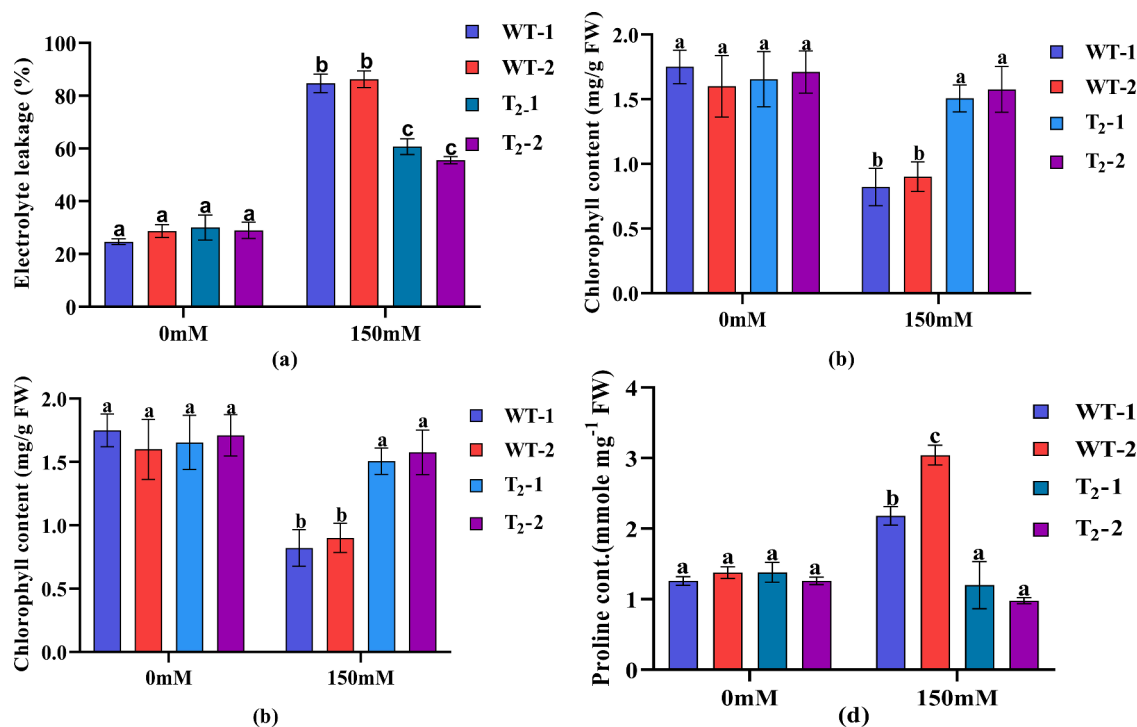 Electrolyte leakage (%)
100
80
60
40
20
0
a a a a
b b c c
0mM 150mM
WT-1
WT-2
T₂-1
T₂-2
(a)
Chlorophyll content (mg/g FW)
2.0
1.5
1.0
0.5
0.0
a a a a
b b a a
0mM 150mM
WT-1
WT-2
T₂-1
T₂-2
(b)
Chlorophyll content (mg/g FW)
2.0
1.5
1.0
0.5
0.0
a a a a
b b a a
0mM 150mM
WT-1
WT-2
T₂-1
T₂-2
(b)
Proline cont.(mmole mg⁻¹ FW)
4
3
2
1
0
a a a a
b c a a
0mM 150mM
WT-1
WT-2
T₂-1
T₂-2
(d)